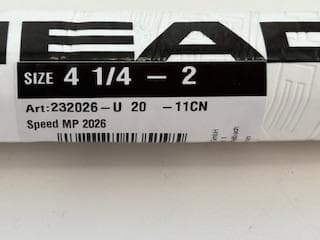 HEAD
SIZE 4 1/4 - 2
Art:232026-U 20 -11CN
Speed MP 2026